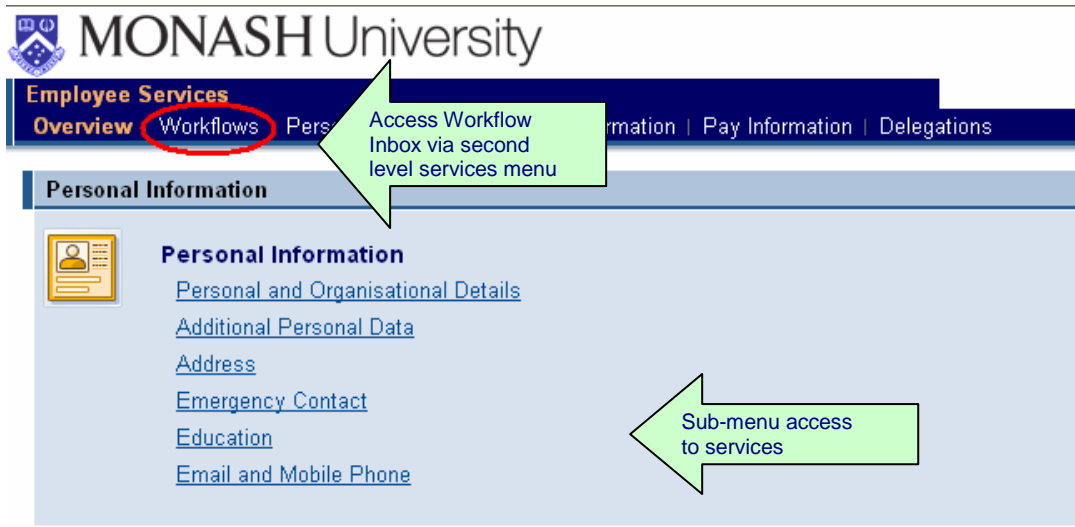 MONASH University
Employee Services
Overview | Workflows | Pers rmation | Pay Information | Delegations
Access Workflow
Inbox via second
level services menu
Personal Information
Personal Information
Personal and Organisational Details
Additional Personal Data
Address
Emergency Contact
Education
Email and Mobile Phone
Sub-menu access
to services